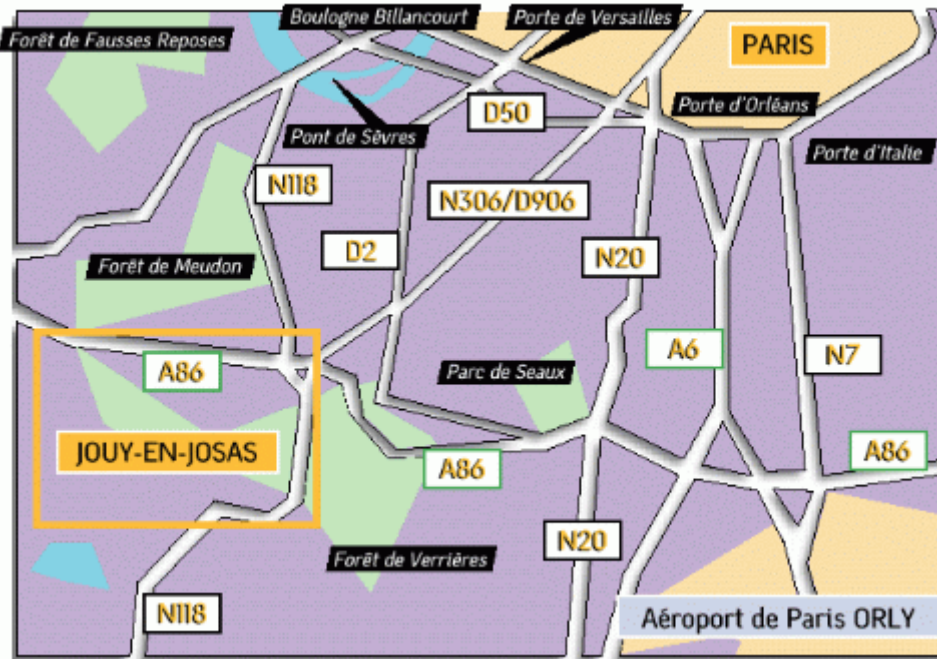 Boulogne Billancourt
Porte de Versailles
Forêt de Fausses Reposes
PARIS
Porte d'Orléans
D50
Pont de Sèvres
Porte d'Italie
N118
N306/D906
D2
N20
Forêt de Meudon
A6
N7
A86
Parc de Seaux
JOUY-EN-JOSAS
A86
A86
N20
Forêt de Verrières
N118
Aéroport de Paris ORLY